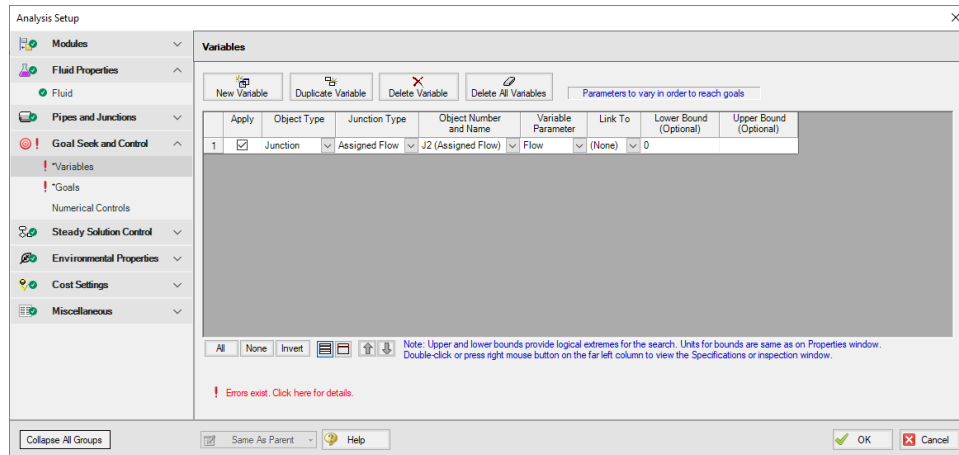 Analysis Setup
Modules
Fluid Properties
Fluid
Pipes and Junctions
Goal Seek and Control
*Variables
*Goals
Numerical Controls
Steady Solution Control
Environmental Properties
Cost Settings
Miscellaneous
Collapse All Groups
Variables
New Variable Duplicate Variable Delete Variable Delete All Variables Parameters to vary in order to reach goals
Apply Object Type Junction Type Object Number and Name Variable Parameter Link To Lower Bound (Optional) Upper Bound (Optional)
1 Junction Assigned Flow J2 (Assigned Flow) Flow (None) 0
All None Invert
Note: Upper and lower bounds provide logical extremes for the search. Units for bounds are same as on Properties window.
Double-click or press right mouse button on the far left column to view the Specifications or inspection window.
! Errors exist. Click here for details.
Same As Parent Help OK Cancel